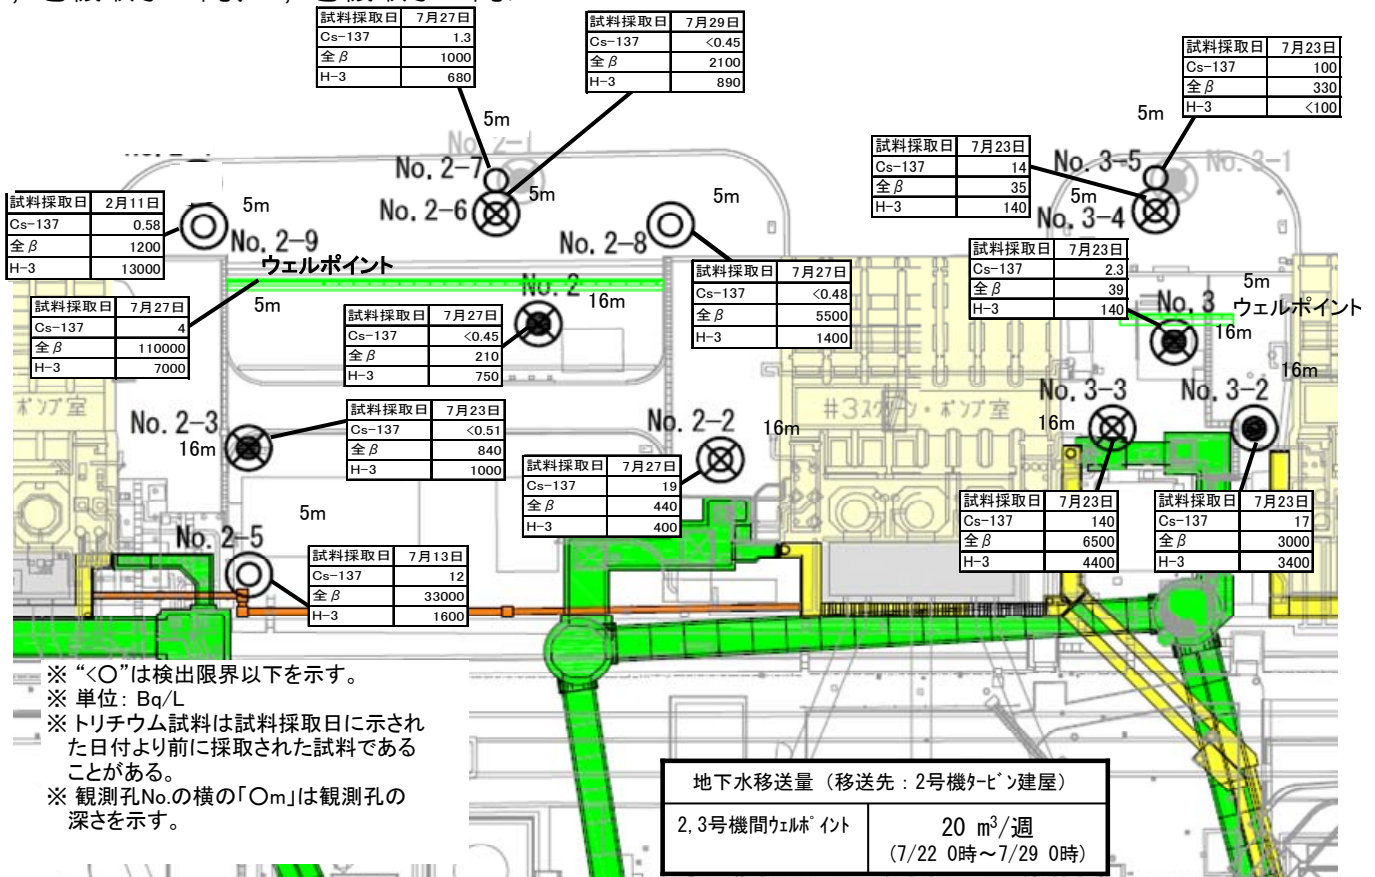 試料採取日 7月27日
Cs-137 1.3
全β 1000
H-3 680
試料採取日 7月29日
Cs-137 <0.45
全β 2100
H-3 890
試料採取日 7月23日
Cs-137 100
全β 330
H-3 <100
5m
5m
No. 2-1
No. 2-7
5m
No. 2-6
試料採取日 7月23日
Cs-137 14
全β 35
H-3 140
No. 3-5
No. 3-1
5m
No. 3-4
試料採取日 2月11日
Cs-137 0.58
全β 1200
H-3 13000
5m
No. 2-9
5m
No. 2-8
ウェルポイント
試料採取日 7月27日
Cs-137 <0.48
全β 5500
H-3 1400
試料採取日 7月23日
Cs-137 2.3
全β 39
H-3 140
5m
No. 3
ウェルポイント
16m
16m
5m
No. 2
16m
試料採取日 7月27日
Cs-137 4
全β 110000
H-3 7000
試料採取日 7月27日
Cs-137 <0.45
全β 210
H-3 750
ポンプ室
No. 2-3
16m
試料採取日 7月23日
Cs-137 <0.51
全β 840
H-3 1000
No. 2-2
16m
#3スクリーン・ポンプ室
No. 3-3
16m
No. 3-2
試料採取日 7月27日
Cs-137 19
全β 440
H-3 400
試料採取日 7月23日
Cs-137 140
全β 6500
H-3 4400
試料採取日 7月23日
Cs-137 17
全β 3000
H-3 3400
5m
No. 2-5
試料採取日 7月13日
Cs-137 12
全β 33000
H-3 1600
※ “<○”は検出限界以下を示す。
※ 単位: Bq/L
※ トリチウム試料は試料採取日に示され
た日付より前に採取された試料である
ことがある。
※ 観測孔No.の横の「○m」は観測孔の
深さを示す。
地下水移送量（移送先：2号機ﾀｰﾋﾞﾝ建屋）
2,3号機間ｳｪﾙﾎﾟｲﾝﾄ 20 m³/週
(7/22 0時～7/29 0時)